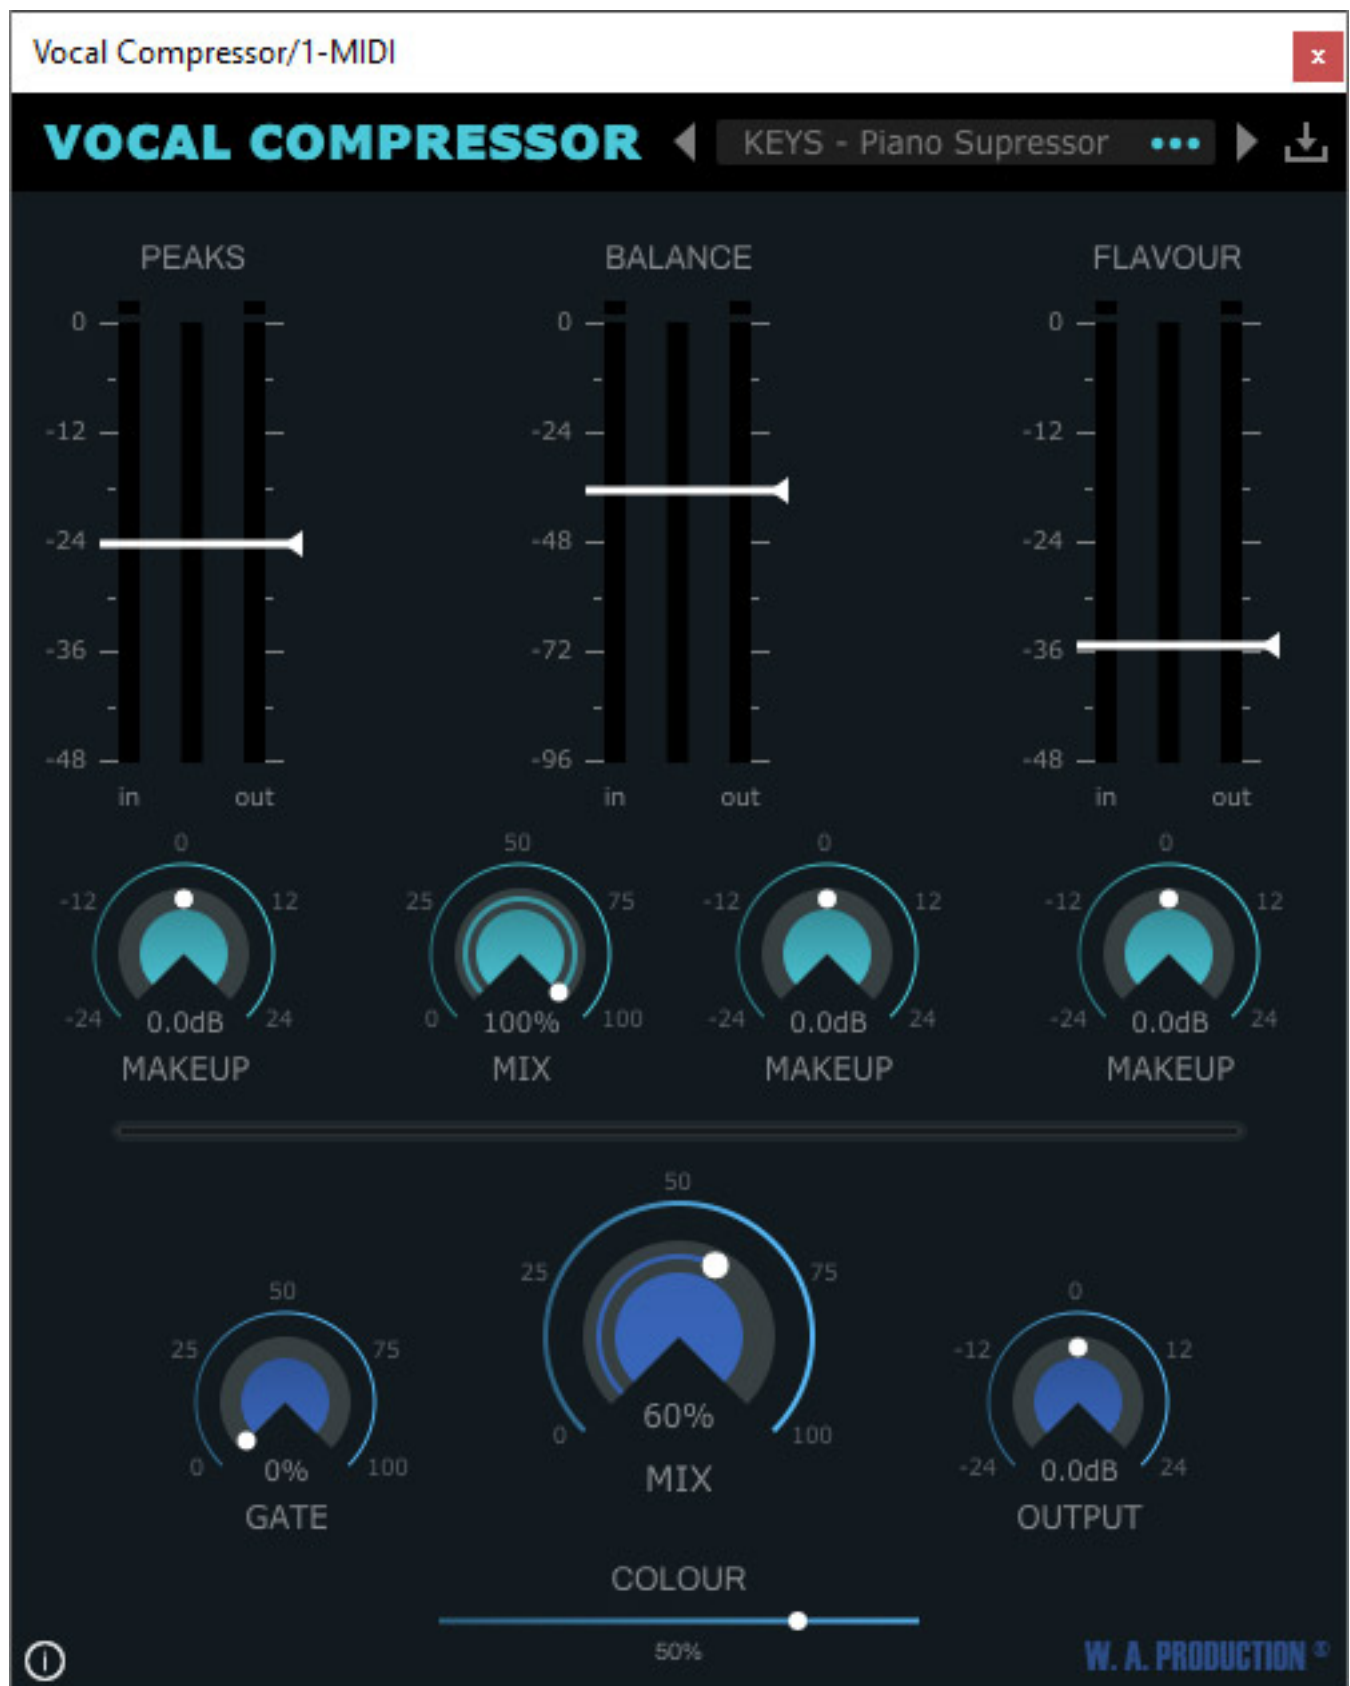 Vocal Compressor/1-MIDI
x
VOCAL COMPRESSOR
KEYS - Piano Supressor
PEAKS
BALANCE
FLAVOUR
0
-12
-24
-36
-48
in out
0
-24
-48
-72
-96
in out
0
-12
-24
-36
-48
in out
0
-12 12
-24 0.0dB 24
MAKEUP
50
25 75
0 100% 100
MIX
0
-12 12
-24 0.0dB 24
MAKEUP
0
-12 12
-24 0.0dB 24
MAKEUP
50
25 75
0 0% 100
GATE
50
25 75
60%
0 100
MIX
0
-12 12
-24 0.0dB 24
OUTPUT
COLOUR
50%
i
W. A. PRODUCTION ®